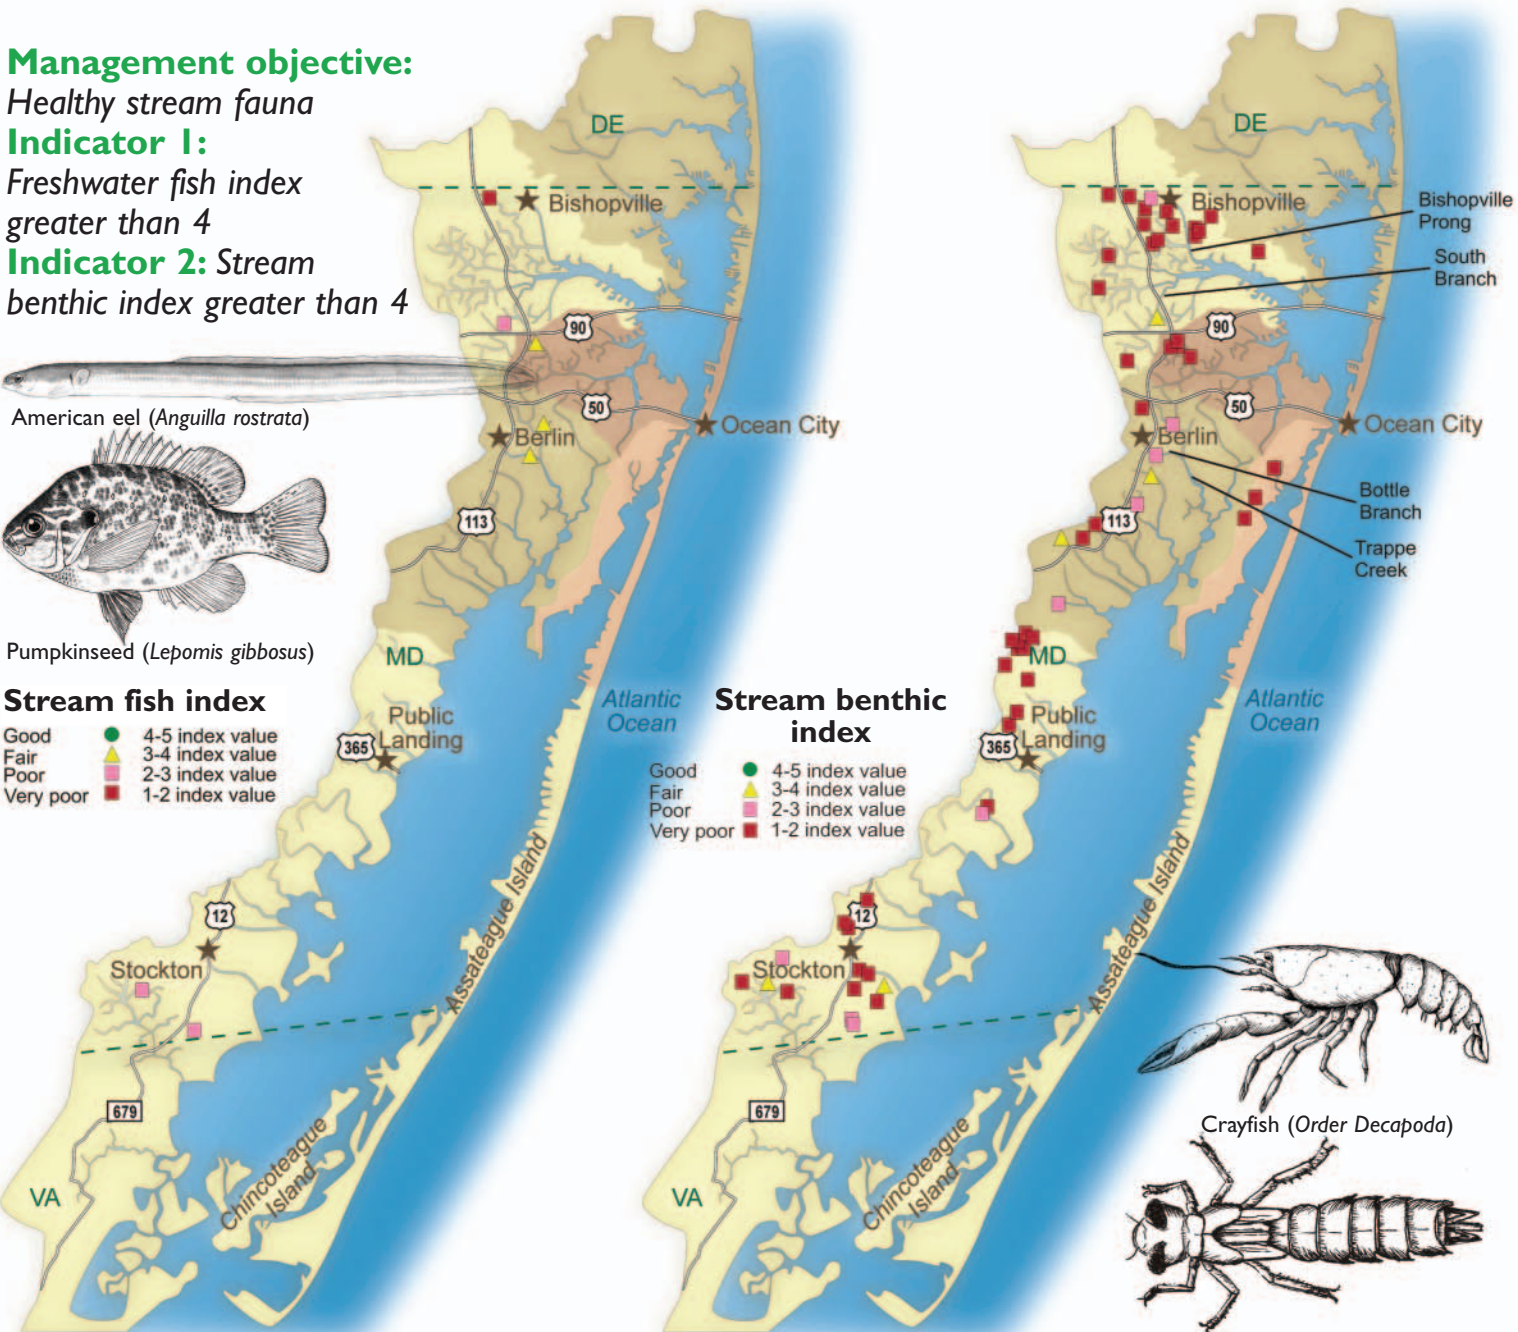 Management objective:
Healthy stream fauna
Indicator 1:
Freshwater fish index
greater than 4
Indicator 2: Stream
benthic index greater than 4
American eel (Anguilla rostrata)
Pumpkinseed (Lepomis gibbosus)
Stream fish index
Good 4-5 index value
Fair 3-4 index value
Poor 2-3 index value
Very poor 1-2 index value
DE
Bishopville
90
50
Ocean City
Berlin
113
MD
Public
Landing
365
Atlantic
Ocean
12
Stockton
Assateague Island
679
VA
Chincoteague
Island
Stream benthic
index
Good 4-5 index value
Fair 3-4 index value
Poor 2-3 index value
Very poor 1-2 index value
DE
Bishopville
Bishopville
Prong
South
Branch
90
50
Ocean City
Berlin
Bottle
Branch
113
Trappe
Creek
MD
Public
Landing
365
Atlantic
Ocean
12
Stockton
Assateague Island
679
VA
Chincoteague
Island
Crayfish (Order Decapoda)